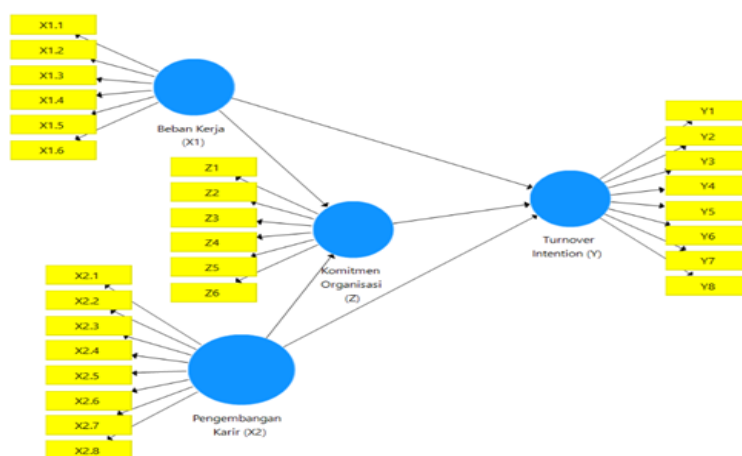 X1.1
X1.2
X1.3
X1.4
X1.5
X1.6
Beban Kerja
(X1)
Z1
Z2
Z3
Z4
Z5
Z6
Komitmen
Organisasi
(Z)
X2.1
X2.2
X2.3
X2.4
X2.5
X2.6
X2.7
X2.8
Pengembangan
Karir (X2)
Turnover
Intention (Y)
Y1
Y2
Y3
Y4
Y5
Y6
Y7
Y8